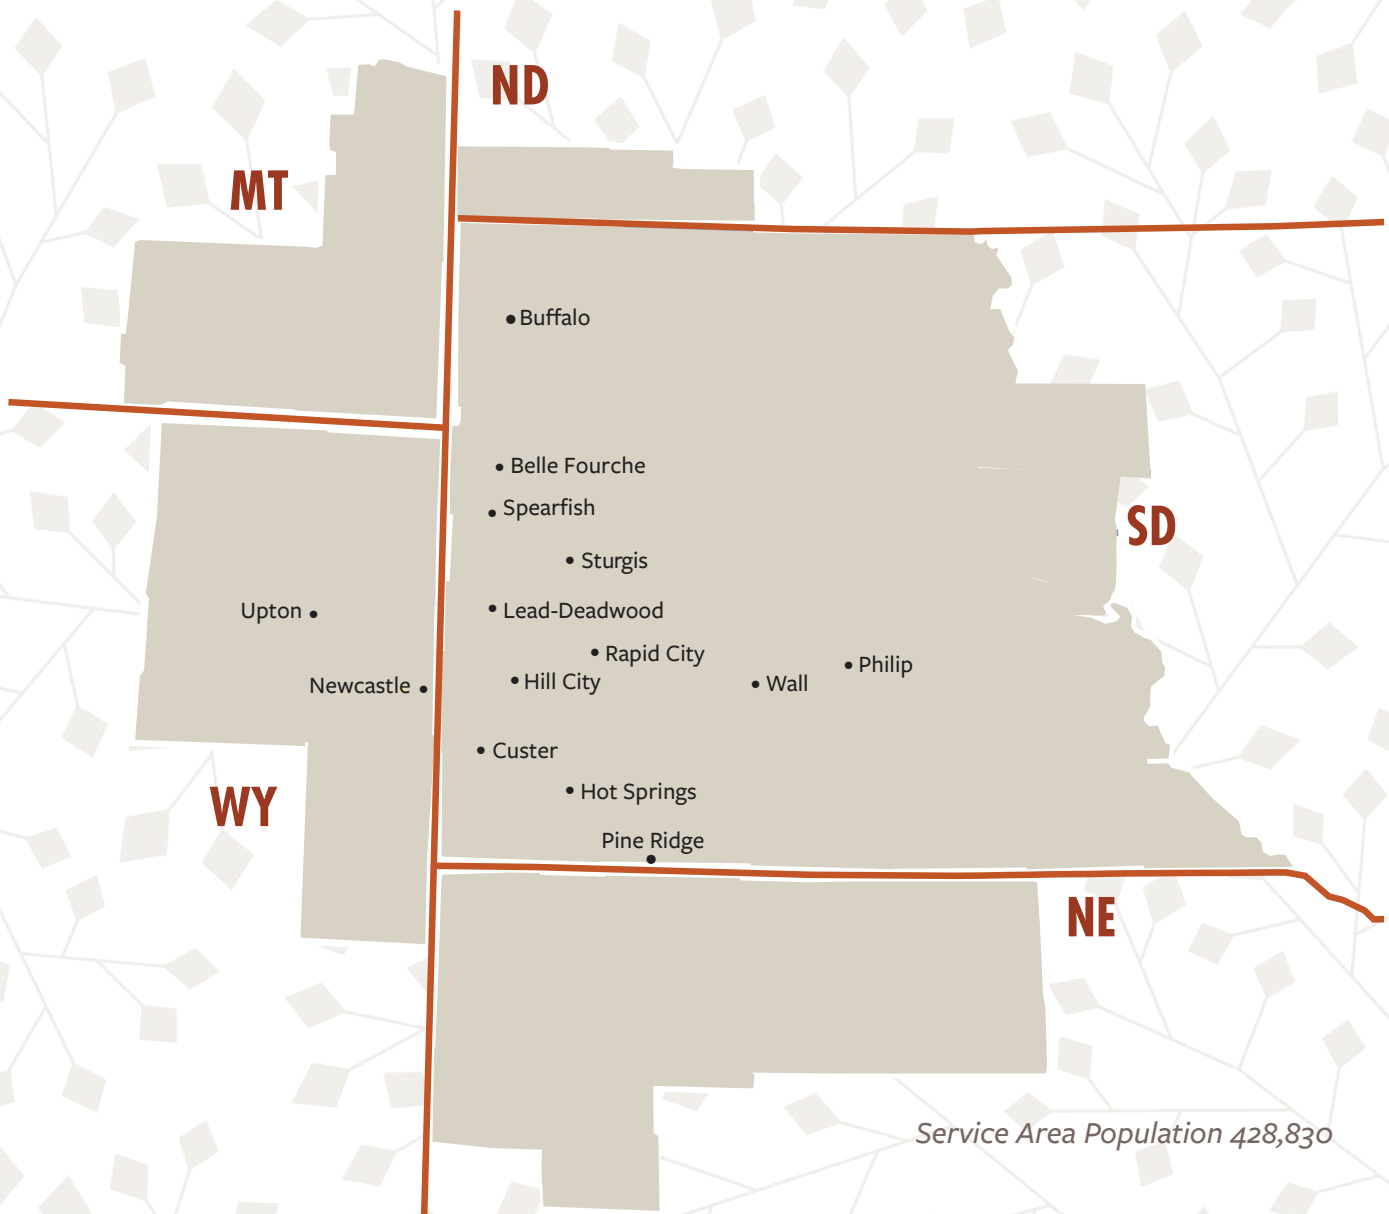 ND
MT
Buffalo
Belle Fourche
Spearfish
SD
Sturgis
Upton
Lead-Deadwood
Rapid City
Philip
Hill City
Wall
Newcastle
Custer
Hot Springs
WY
Pine Ridge
NE
Service Area Population 428,830